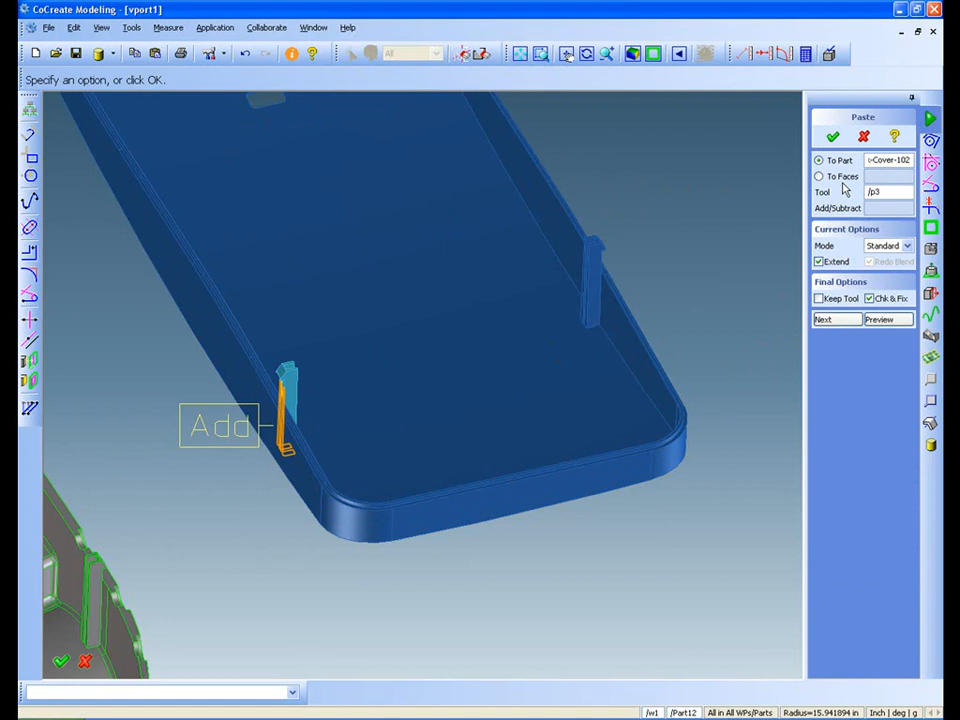 CoCreate Modeling - [vport1]
File Edit View Tools Measure Application Collaborate Window Help
All
Specify an option, or click OK.
Paste
To Part -Cover-102
To Faces
Tool /p3
Add/Subtract
Current Options
Mode Standard
Extend Redo Blend
Final Options
Keep Tool Chk & Fix
Next Preview
Add
/w1 /Part12 All in All WPs/Parts Radius=15.941894 in Inch | deg | g